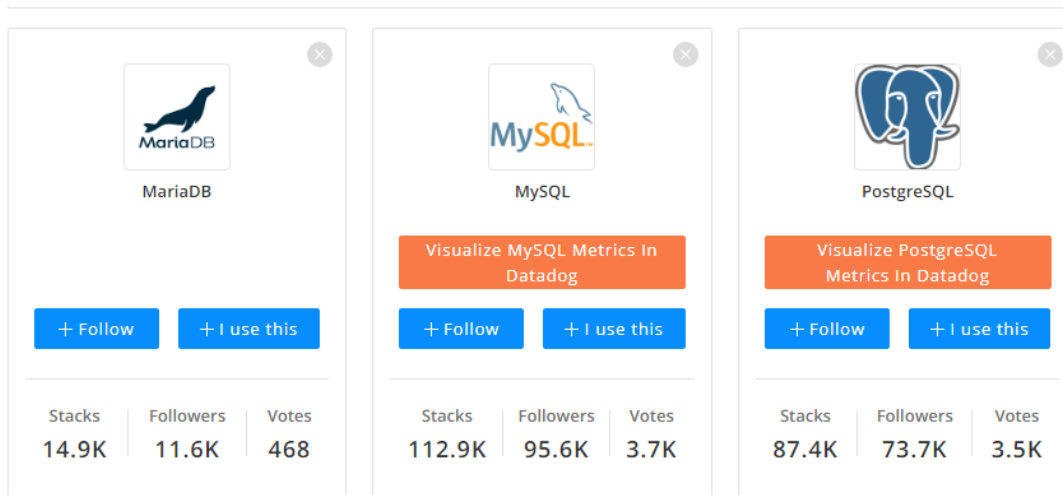 MariaDB
MariaDB
+ Follow
+ I use this
Stacks
Followers
Votes
14.9K
11.6K
468
MySQL™
MySQL
Visualize MySQL Metrics In
Datadog
+ Follow
+ I use this
Stacks
Followers
Votes
112.9K
95.6K
3.7K
PostgreSQL
Visualize PostgreSQL
Metrics In Datadog
+ Follow
+ I use this
Stacks
Followers
Votes
87.4K
73.7K
3.5K